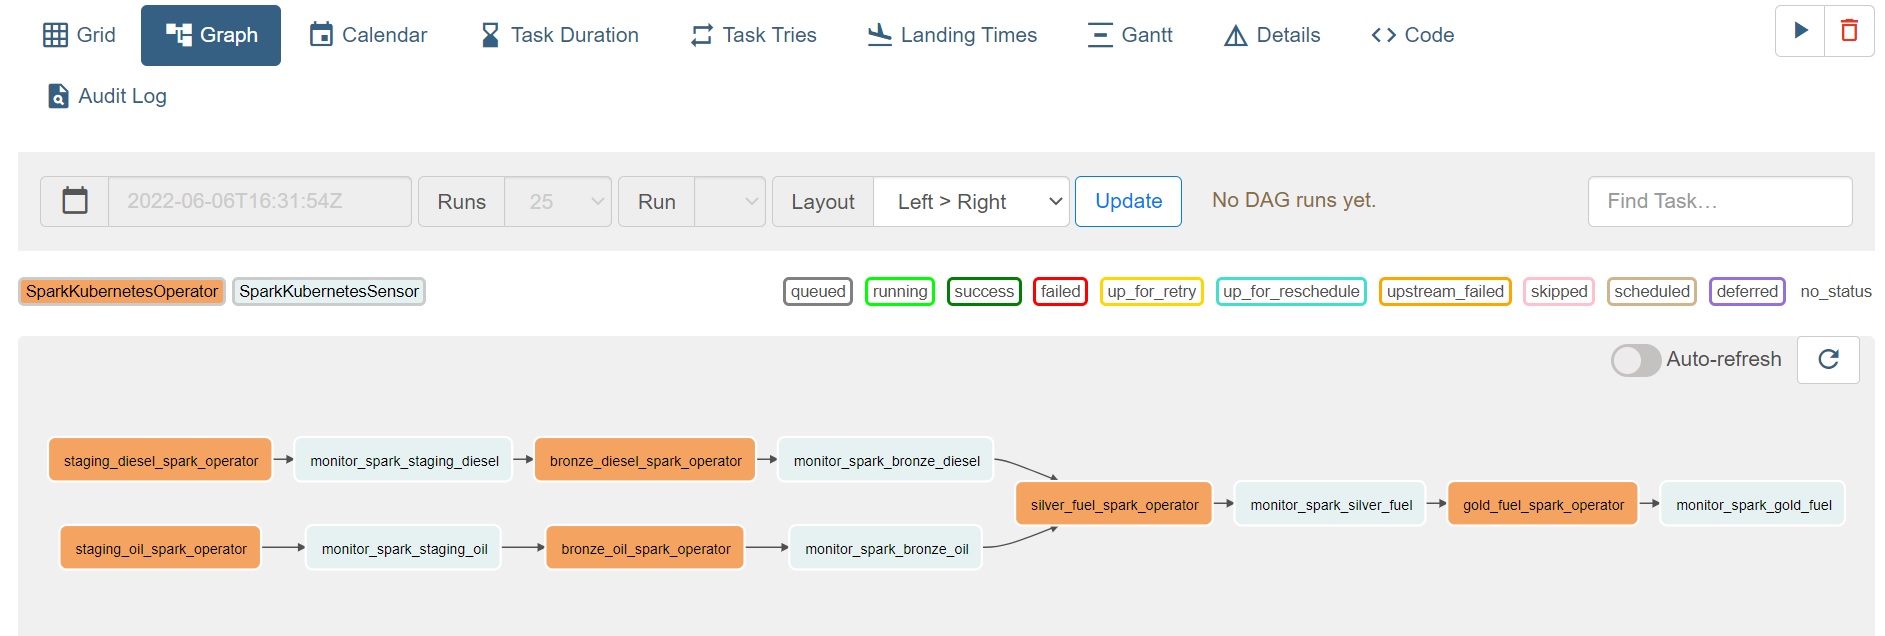 Grid Graph Calendar Task Duration Task Tries Landing Times Gantt Details Code
Audit Log
2022-06-06T16:31:54Z Runs 25 Run Layout Left > Right Update No DAG runs yet. Find Task…
SparkKubernetesOperator SparkKubernetesSensor queued running success failed up_for_retry up_for_reschedule upstream_failed skipped scheduled deferred no_status
Auto-refresh
staging_diesel_spark_operator monitor_spark_staging_diesel bronze_diesel_spark_operator monitor_spark_bronze_diesel
silver_fuel_spark_operator monitor_spark_silver_fuel gold_fuel_spark_operator monitor_spark_gold_fuel
staging_oil_spark_operator monitor_spark_staging_oil bronze_oil_spark_operator monitor_spark_bronze_oil